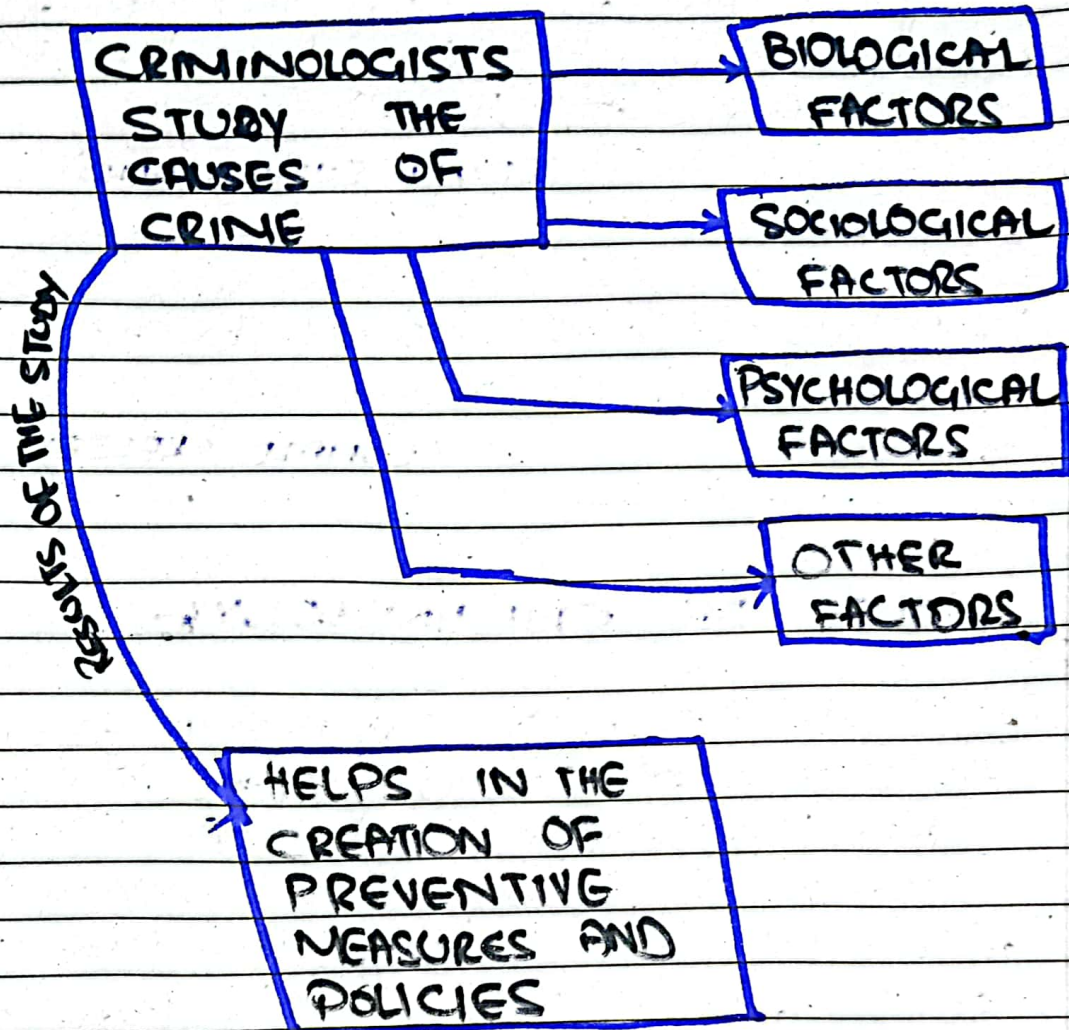 CRIMINOLOGISTS
STUDY THE
CAUSES OF
CRIME
BIOLOGICAL
FACTORS
SOCIOLOGICAL
FACTORS
PSYCHOLOGICAL
FACTORS
OTHER
FACTORS
RESULTS OF THE STUDY
HELPS IN THE
CREATION OF
PREVENTIVE
MEASURES AND
POLICIES